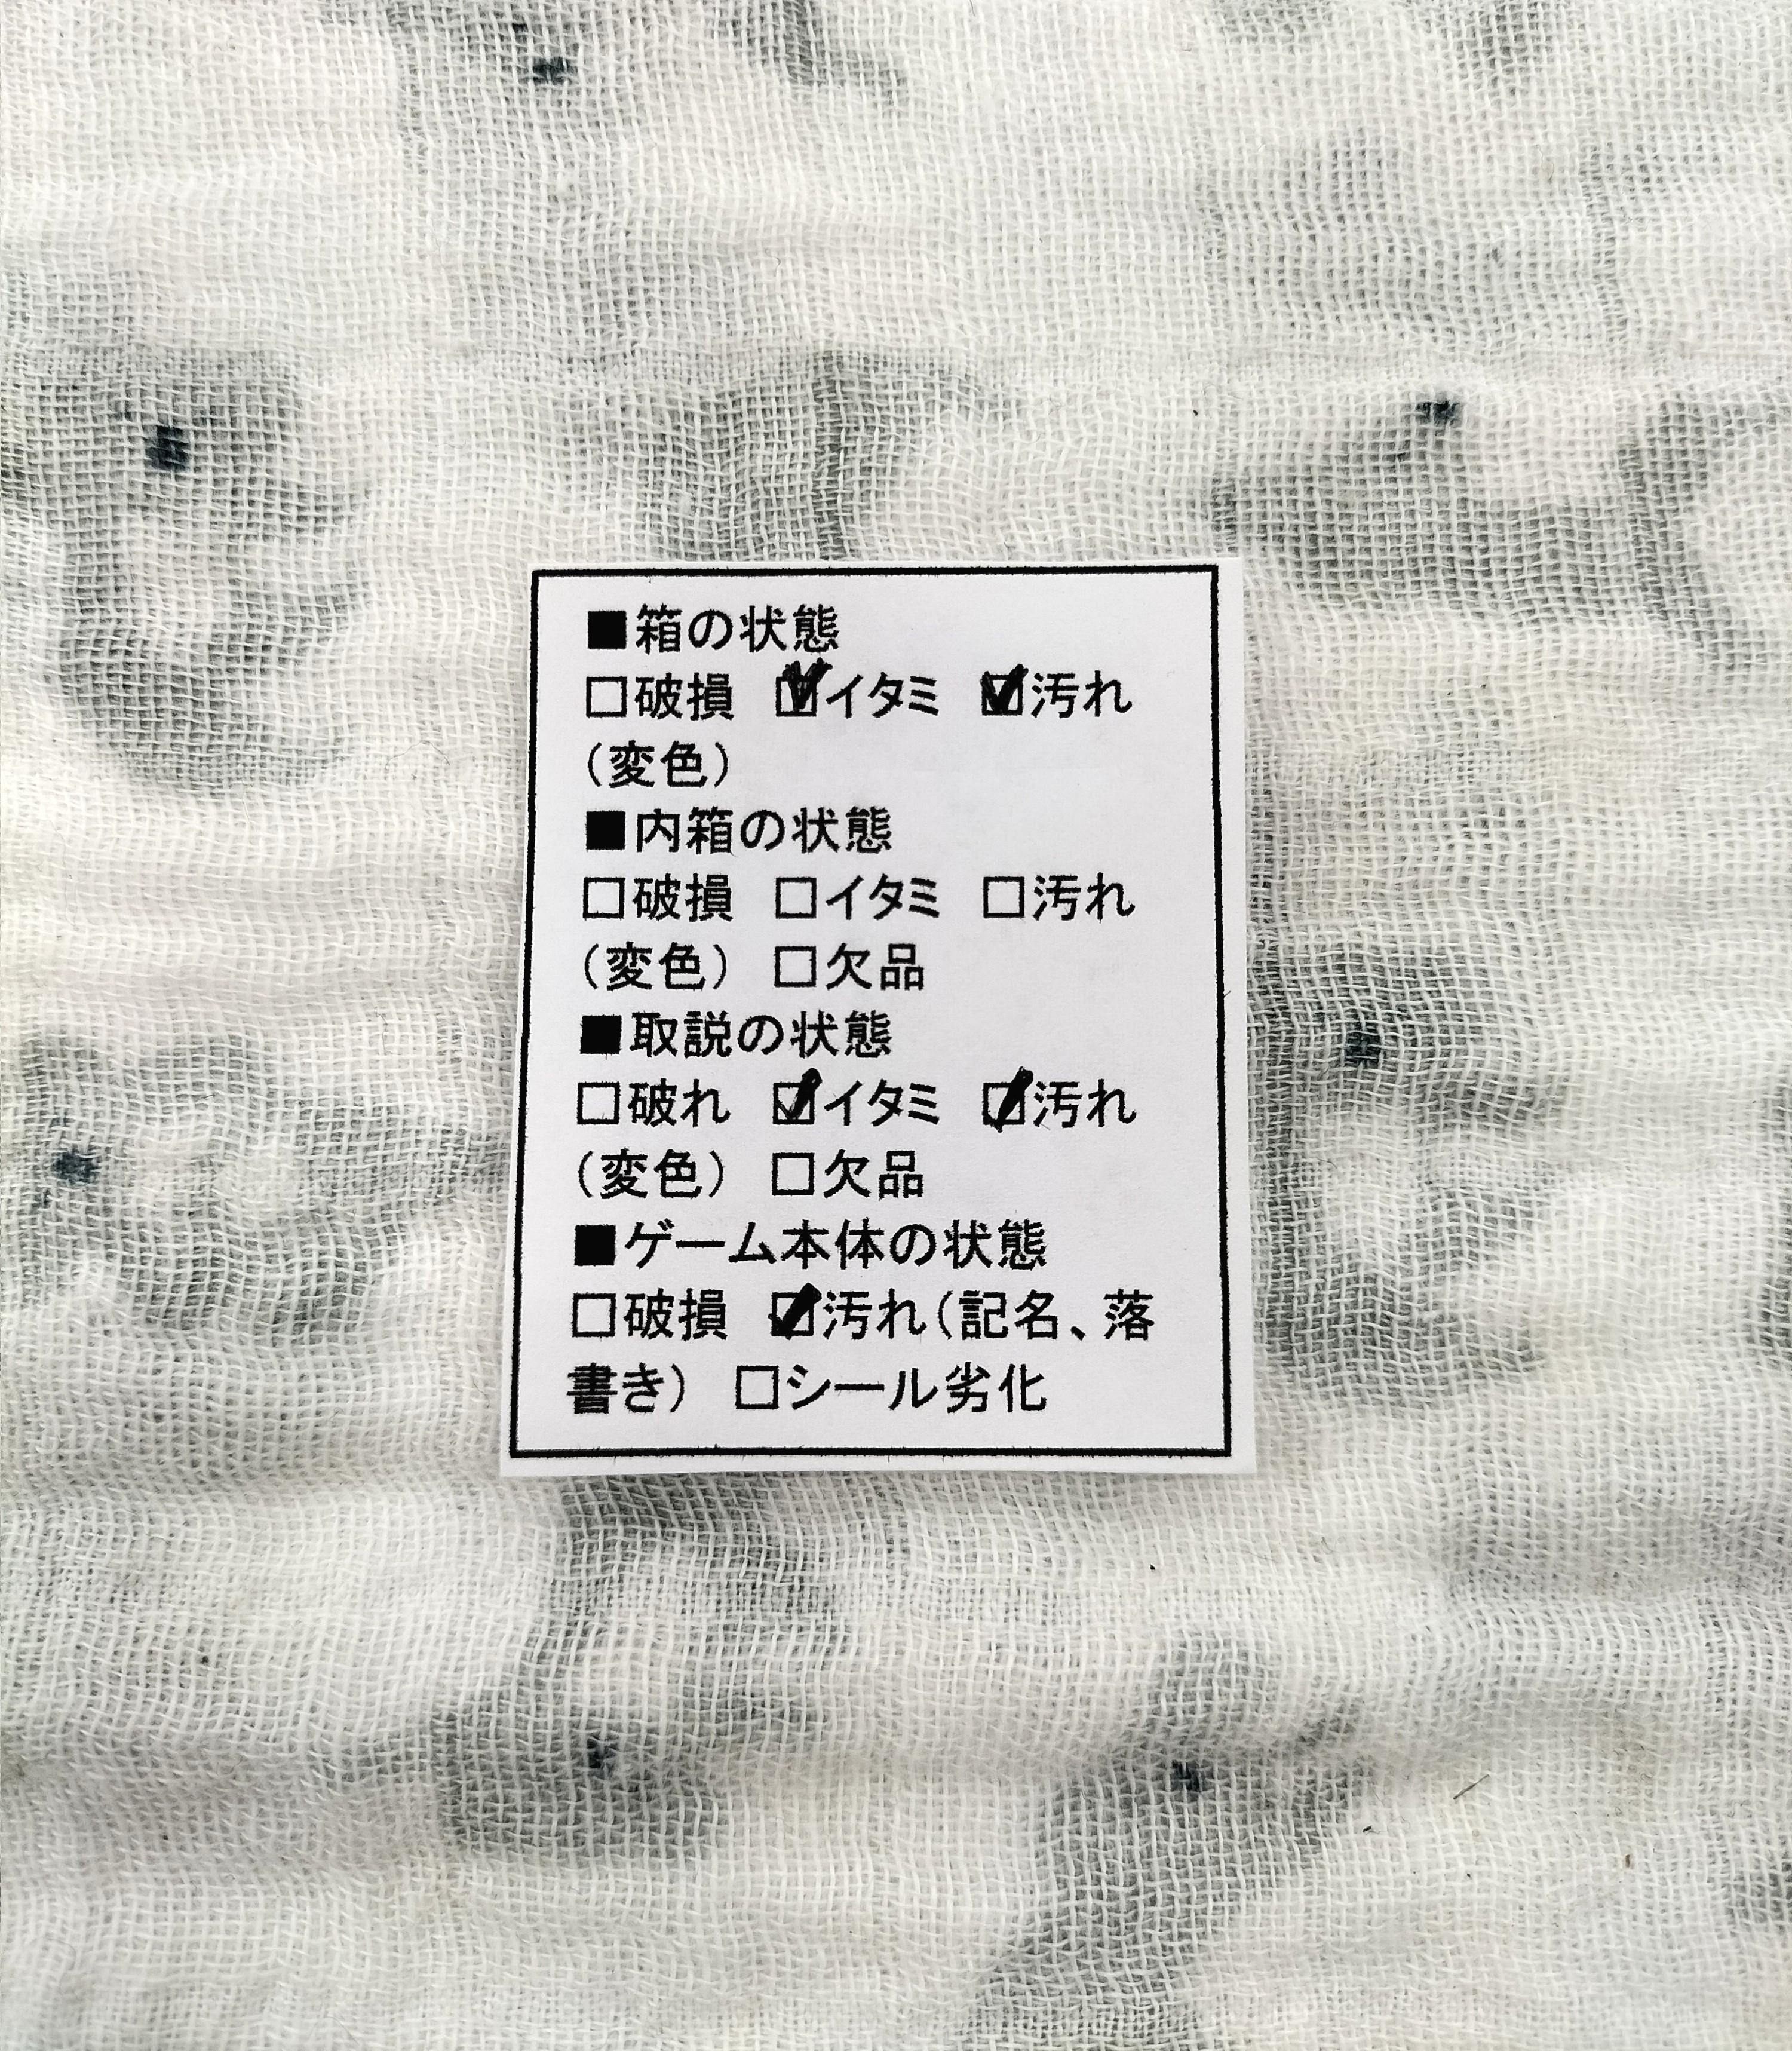 ■箱の状態
□破損 ☑イタミ ☑汚れ
(変色)
■内箱の状態
□破損 □イタミ □汚れ
(変色) □欠品
■取説の状態
□破れ ☑イタミ ☑汚れ
(変色) □欠品
■ゲーム本体の状態
□破損 ☑汚れ(記名、落
書き) □シール劣化